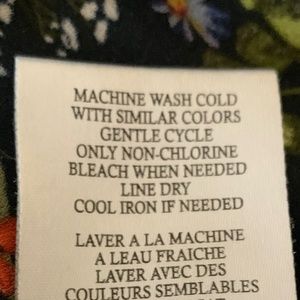 MACHINE WASH COLD
WITH SIMILAR COLORS
GENTLE CYCLE
ONLY NON-CHLORINE
BLEACH WHEN NEEDED
LINE DRY
COOL IRON IF NEEDED
LAVER A LA MACHINE
A LEAU FRAICHE
LAVER AVEC DES
COULEURS SEMBLABLES